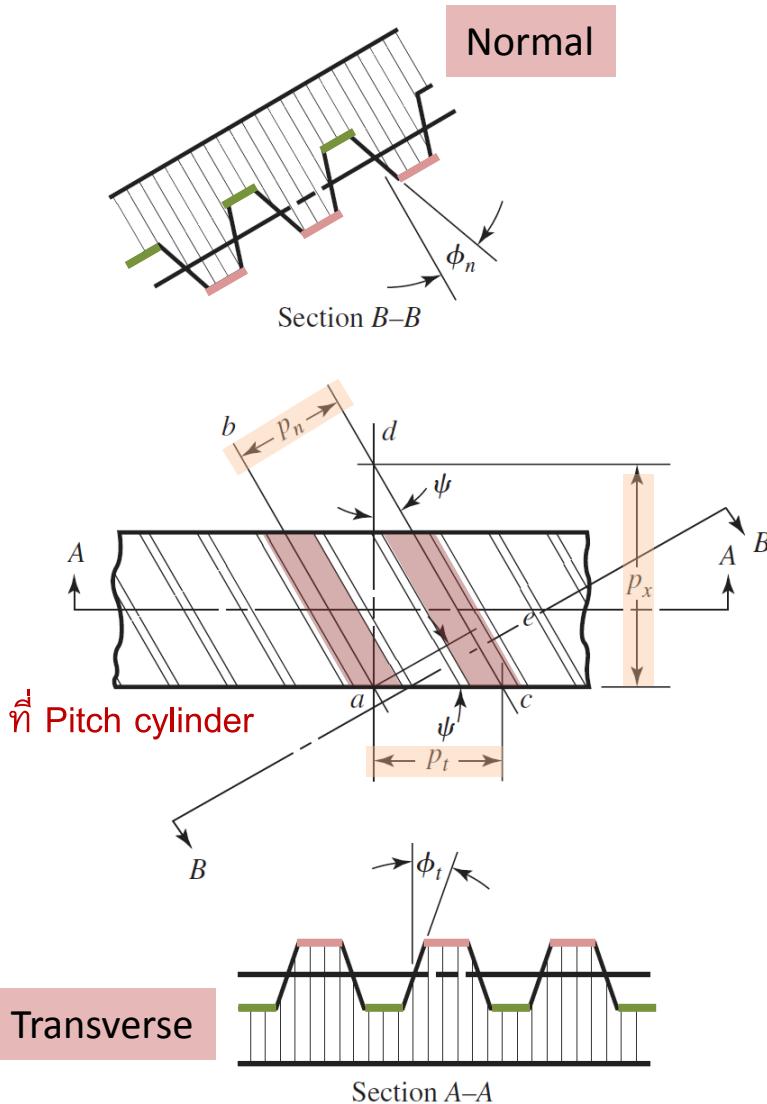 Normal
ϕn
Section B–B
b
pn
d
ψ
A
B
A
px
e
ที่ Pitch cylinder
a
c
ψ
pt
B
ϕt
Transverse
Section A–A